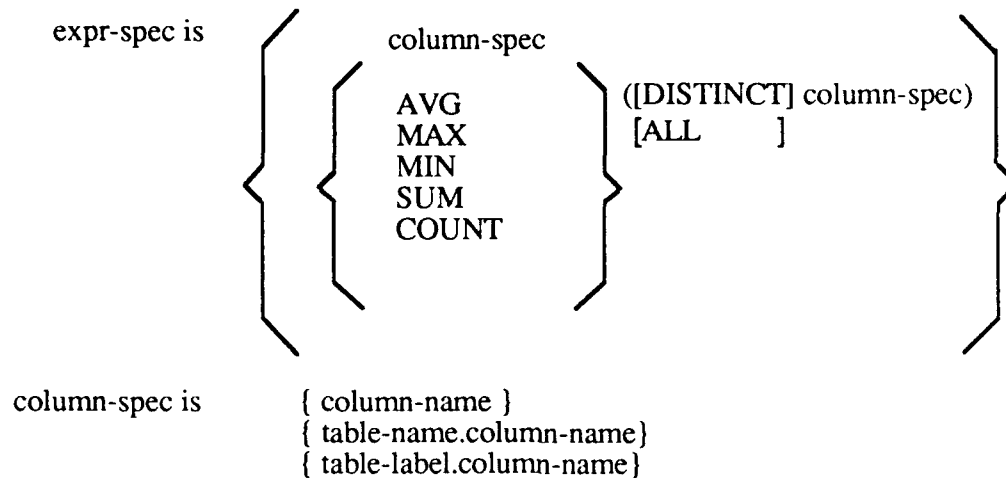 expr-spec is
column-spec
AVG
MAX
MIN
SUM
COUNT
([DISTINCT] column-spec)
[ALL ]
column-spec is
{ column-name }
{ table-name.column-name}
{ table-label.column-name}